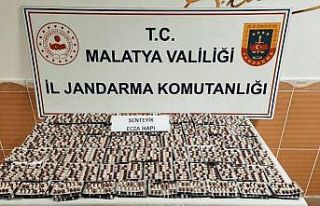 T.C.
MALATYA VALİLİĞİ
İL JANDARMA KOMUTANLIĞI
SENTETİK
ECZA HAPI